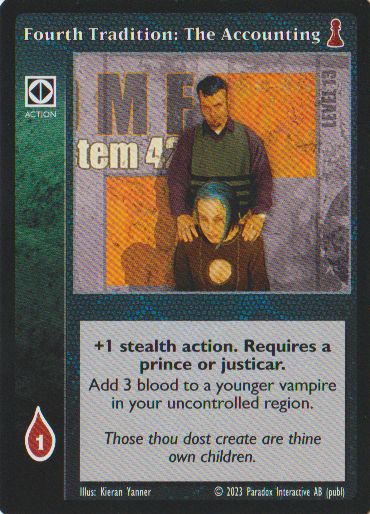 Fourth Tradition: The Accounting
ACTION
OME
tem 42
LEVEL 13
+1 stealth action. Requires a
prince or justicar.
Add 3 blood to a younger vampire
in your uncontrolled region.
Those thou dost create are thine
own children.
1
Illus: Kieran Yanner © 2023 Paradox Interactive AB (publ)